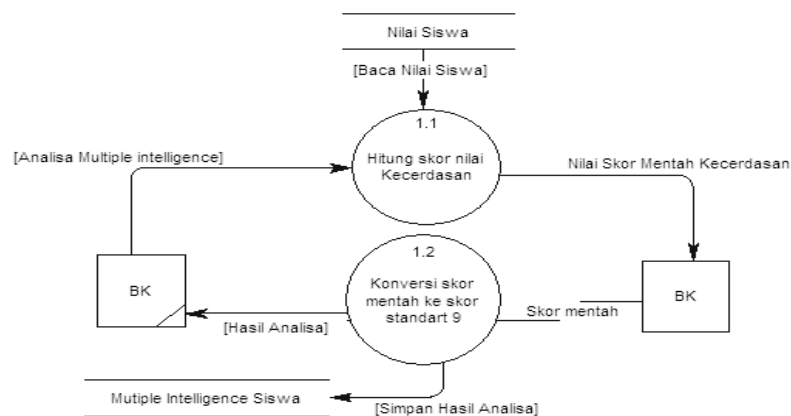 Nilai Siswa
[Baca Nilai Siswa]
1.1
Hitung skor nilai
Kecerdasan
[Analisa Multiple intelligence]
Nilai Skor Mentah Kecerdasan
1.2
Konversi skor
mentah ke skor
standart 9
BK
BK
Skor mentah
[Hasil Analisa]
Mutiple Intelligence Siswa
[Simpan Hasil Analisa]